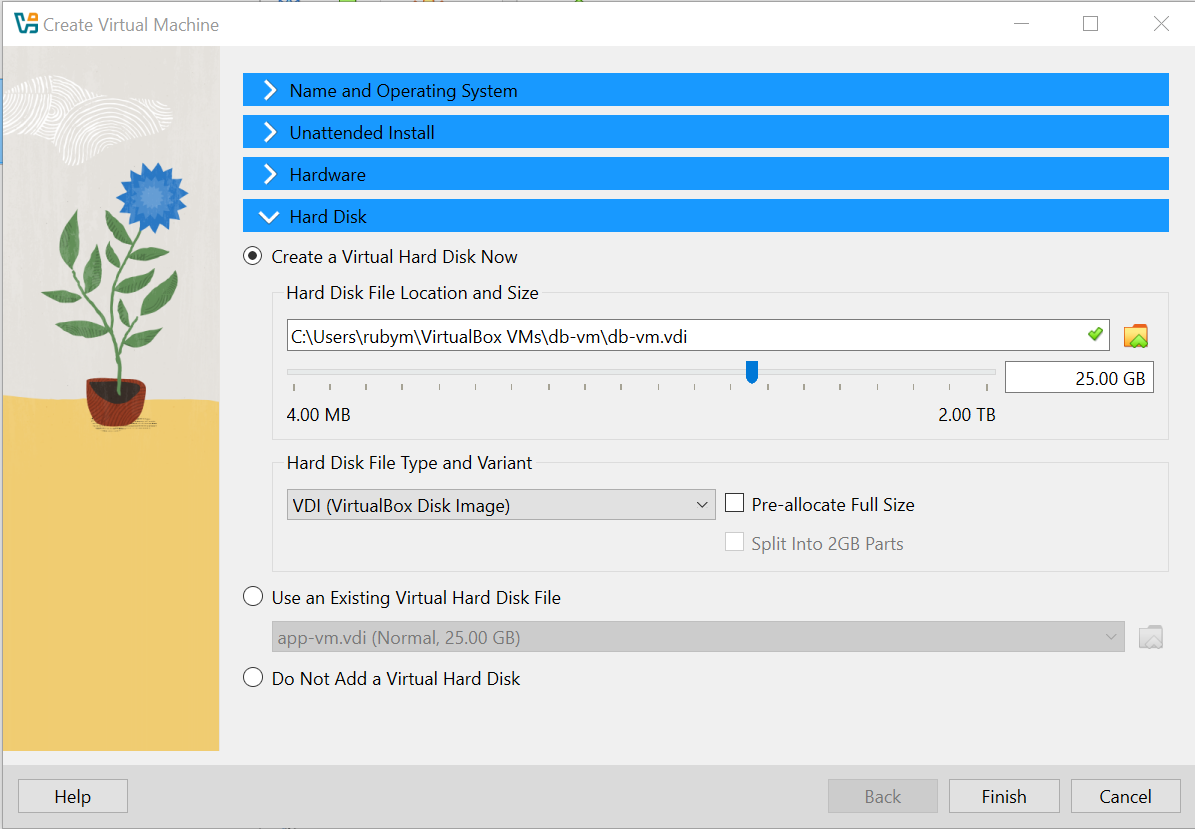 Create Virtual Machine
Name and Operating System
Unattended Install
Hardware
Hard Disk
Create a Virtual Hard Disk Now
Hard Disk File Location and Size
C:\Users\rubym\VirtualBox VMs\db-vm\db-vm.vdi
25.00 GB
4.00 MB 2.00 TB
Hard Disk File Type and Variant
VDI (VirtualBox Disk Image) Pre-allocate Full Size
Split Into 2GB Parts
Use an Existing Virtual Hard Disk File
app-vm.vdi (Normal, 25.00 GB)
Do Not Add a Virtual Hard Disk
Help Back Finish Cancel